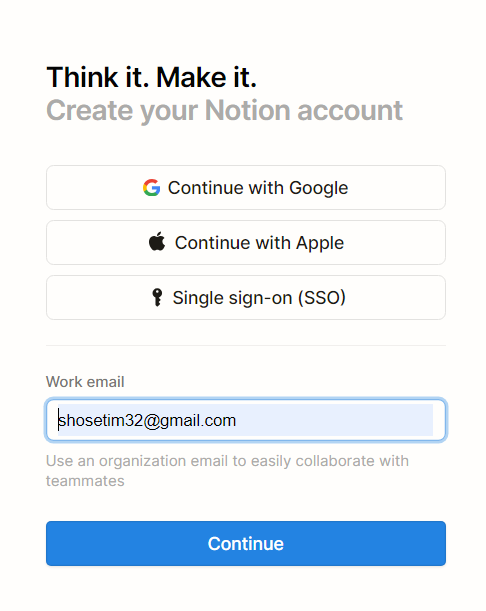 Think it. Make it.
Create your Notion account
Continue with Google
Continue with Apple
Single sign-on (SSO)
Work email
shosetim32@gmail.com
Use an organization email to easily collaborate with
teammates
Continue